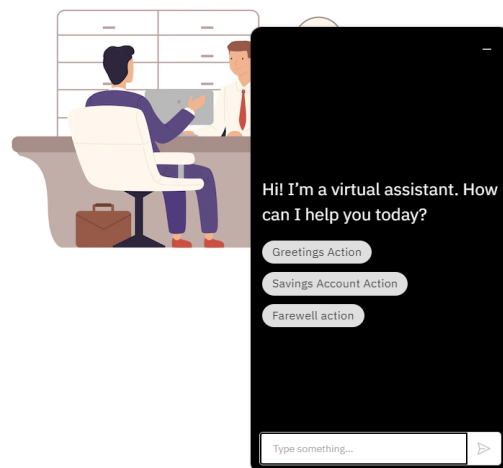 Hi! I’m a virtual assistant. How
can I help you today?
Greetings Action
Savings Account Action
Farewell action
Type something...